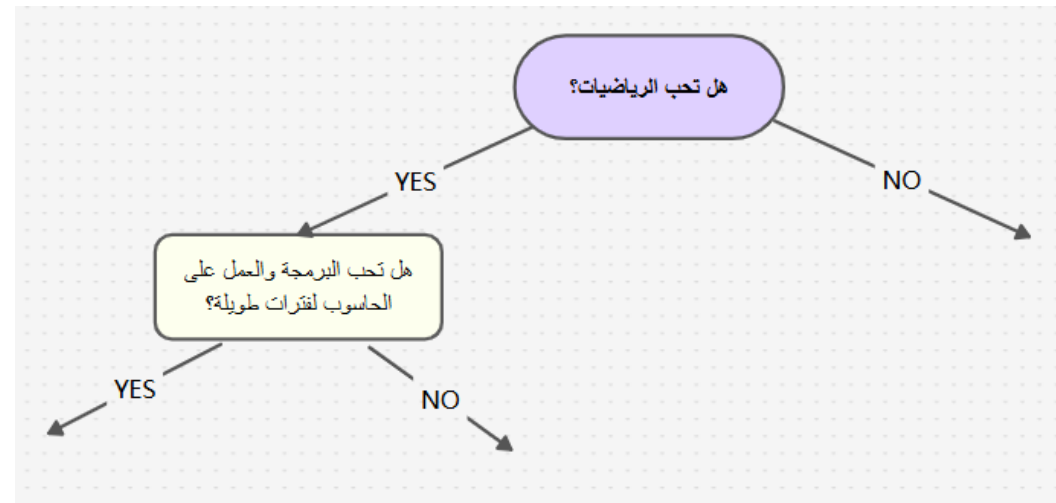 هل تحب الرياضيات؟
YES
NO
هل تحب البرمجة والعمل على
الحاسوب لفترات طويلة؟
YES
NO